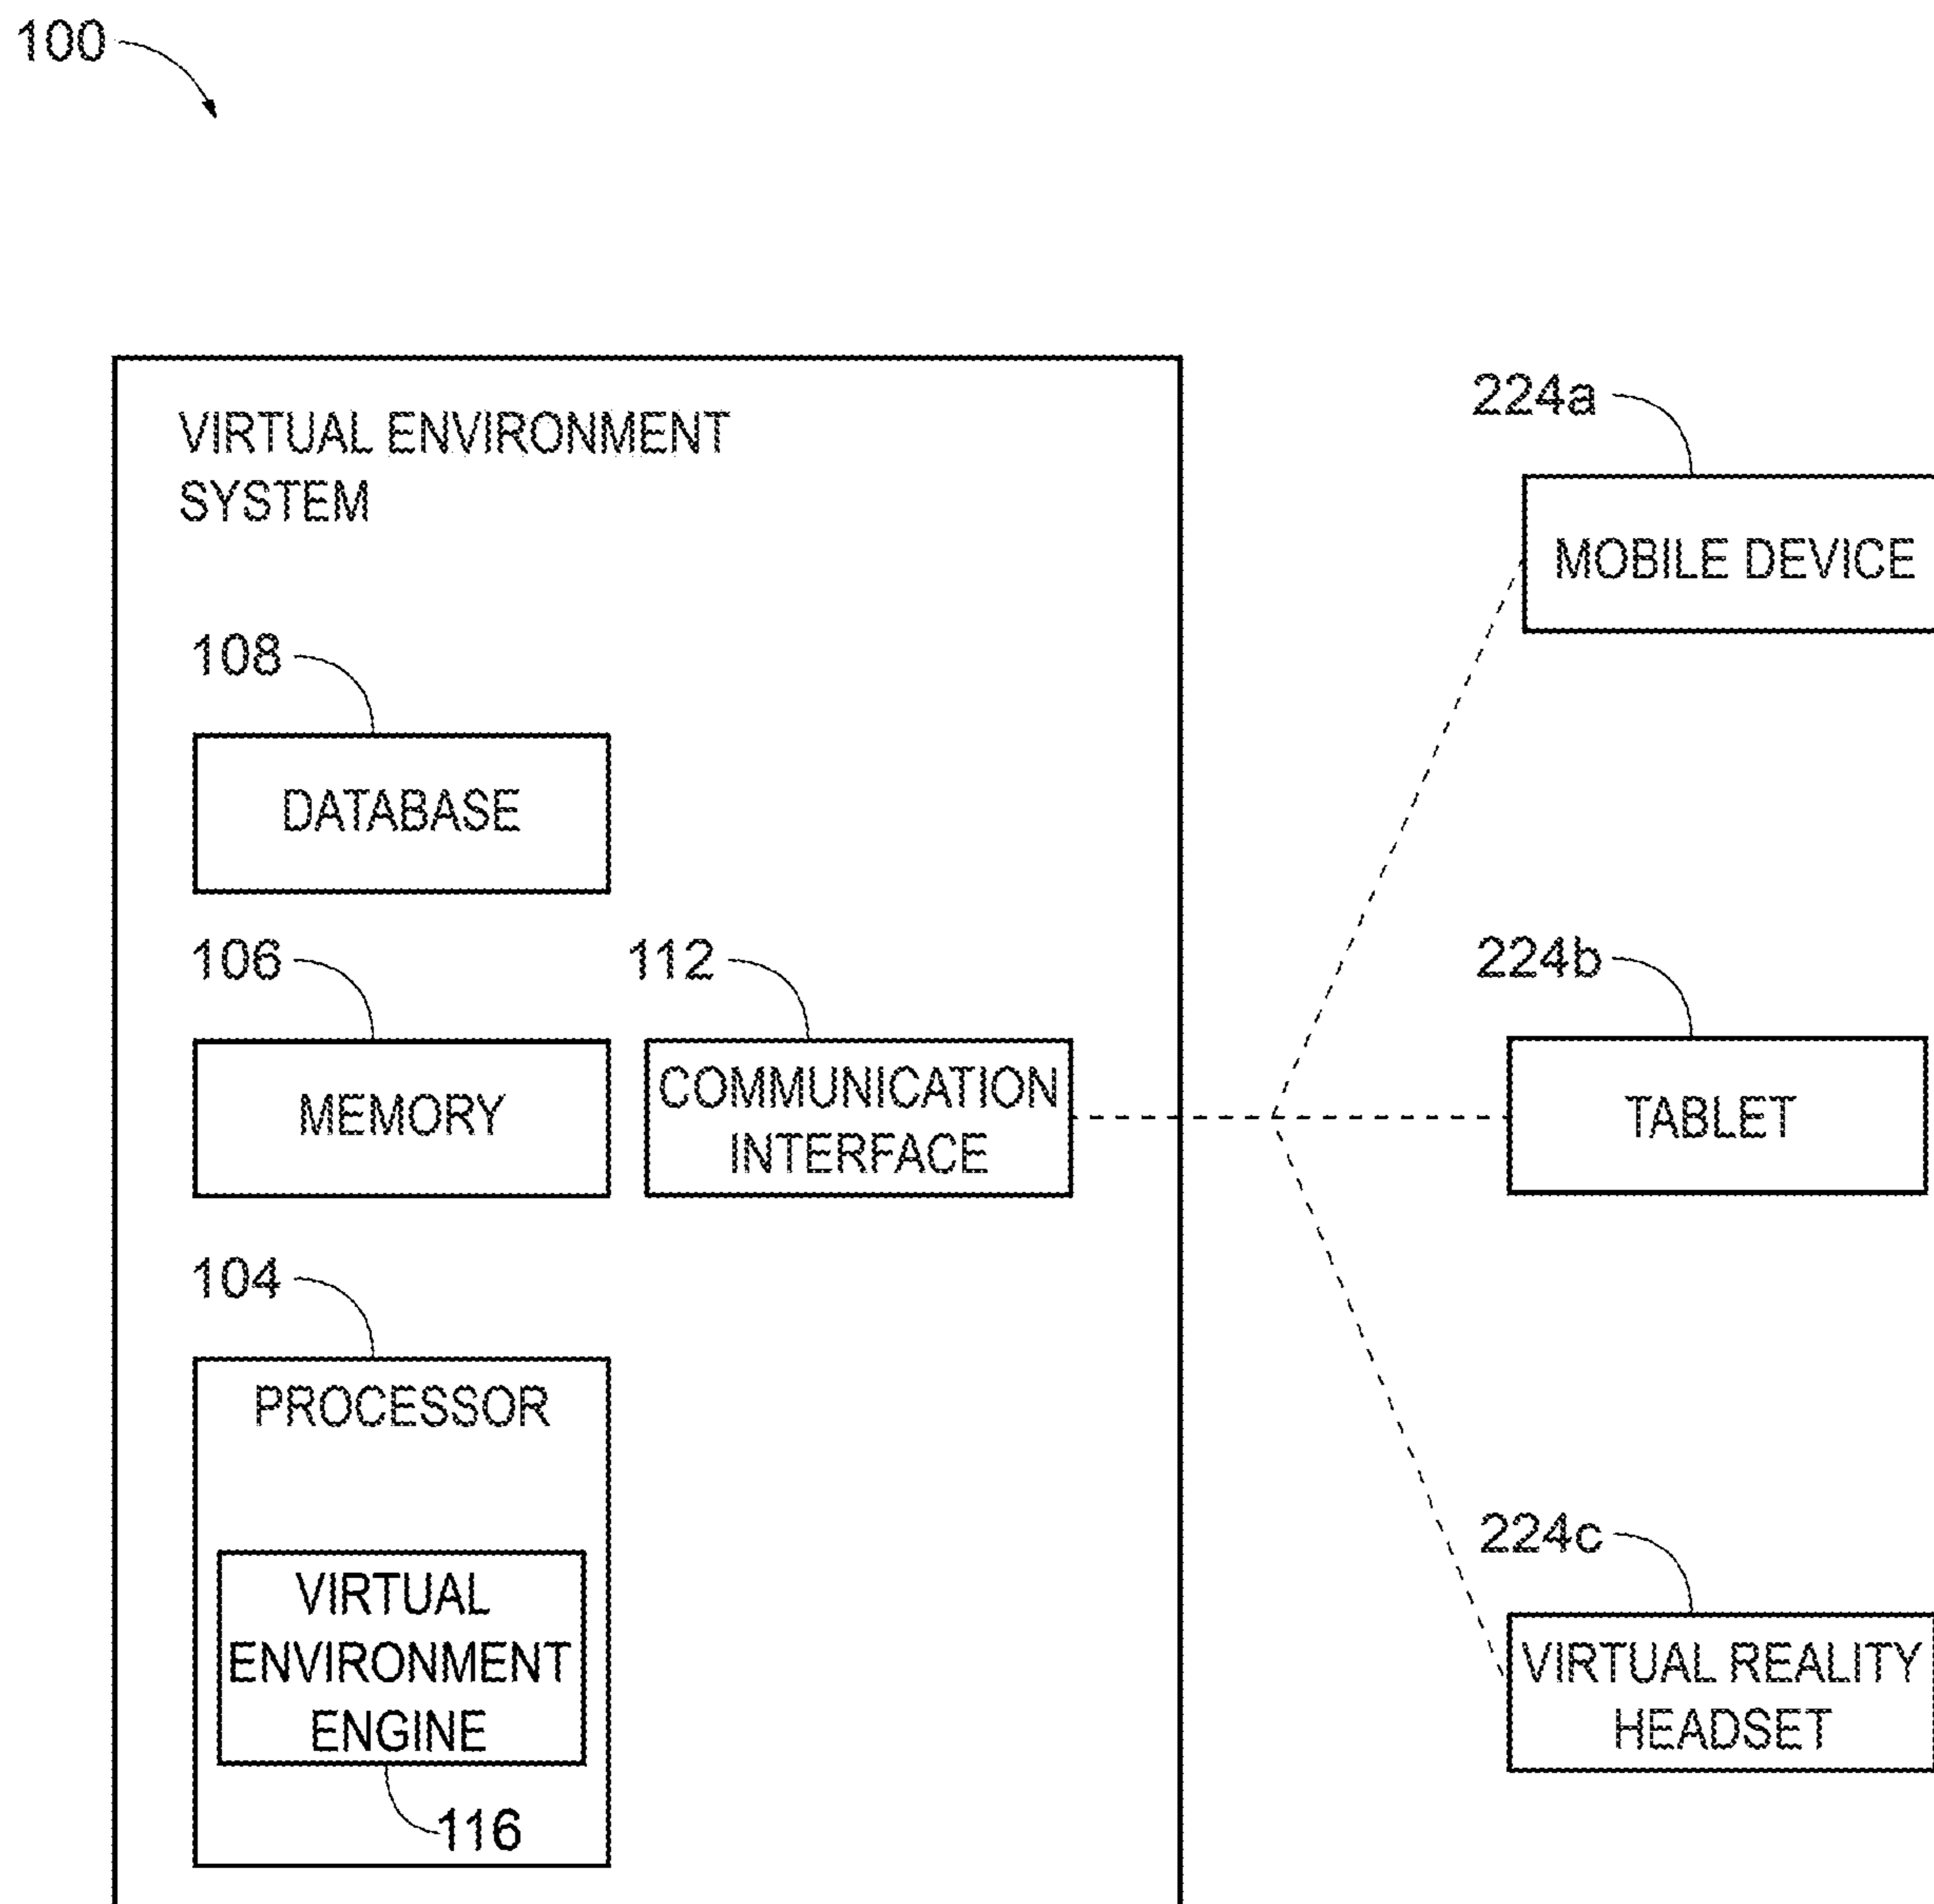 100
VIRTUAL ENVIRONMENT
SYSTEM
108
DATABASE
106
MEMORY
112
COMMUNICATION
INTERFACE
104
PROCESSOR
VIRTUAL
ENVIRONMENT
ENGINE
116
224a
MOBILE DEVICE
224b
TABLET
224c
VIRTUAL REALITY
HEADSET